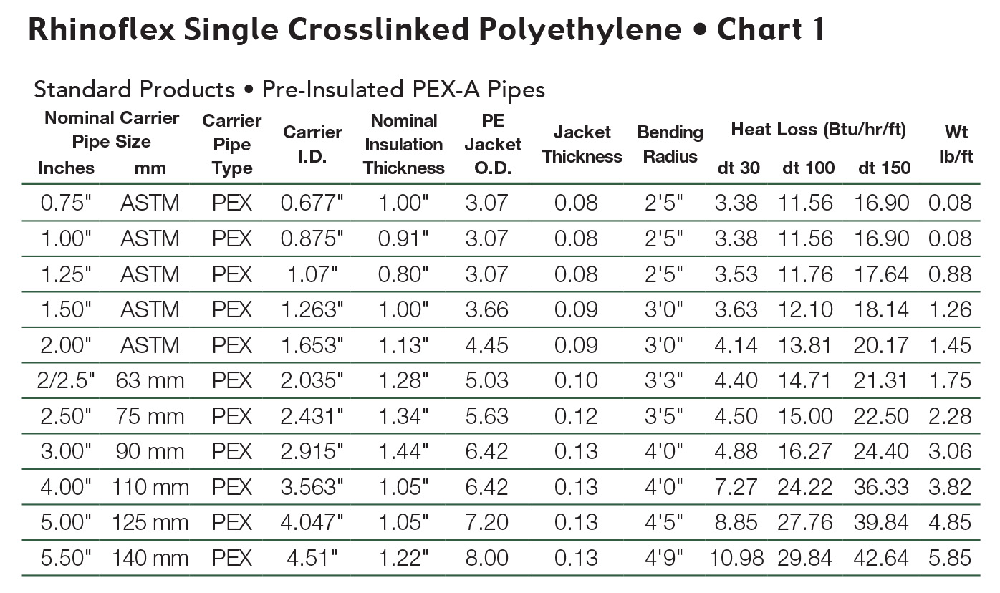 Rhinoflex Single Crosslinked Polyethylene • Chart 1
Standard Products • Pre-Insulated PEX-A Pipes
Nominal Carrier Pipe Size Inches mm Carrier Pipe Type Carrier I.D. Nominal Insulation Thickness PE Jacket O.D. Jacket Thickness Bending Radius Heat Loss (Btu/hr/ft) dt 30 dt 100 dt 150 Wt lb/ft
0.75" ASTM PEX 0.677" 1.00" 3.07 0.08 2'5" 3.38 11.56 16.90 0.08
1.00" ASTM PEX 0.875" 0.91" 3.07 0.08 2'5" 3.38 11.56 16.90 0.08
1.25" ASTM PEX 1.07" 0.80" 3.07 0.08 2'5" 3.53 11.76 17.64 0.88
1.50" ASTM PEX 1.263" 1.00" 3.66 0.09 3'0" 3.63 12.10 18.14 1.26
2.00" ASTM PEX 1.653" 1.13" 4.45 0.09 3'0" 4.14 13.81 20.17 1.45
2/2.5" 63 mm PEX 2.035" 1.28" 5.03 0.10 3'3" 4.40 14.71 21.31 1.75
2.50" 75 mm PEX 2.431" 1.34" 5.63 0.12 3'5" 4.50 15.00 22.50 2.28
3.00" 90 mm PEX 2.915" 1.44" 6.42 0.13 4'0" 4.88 16.27 24.40 3.06
4.00" 110 mm PEX 3.563" 1.05" 6.42 0.13 4'0" 7.27 24.22 36.33 3.82
5.00" 125 mm PEX 4.047" 1.05" 7.20 0.13 4'5" 8.85 27.76 39.84 4.85
5.50" 140 mm PEX 4.51" 1.22" 8.00 0.13 4'9" 10.98 29.84 42.64 5.85